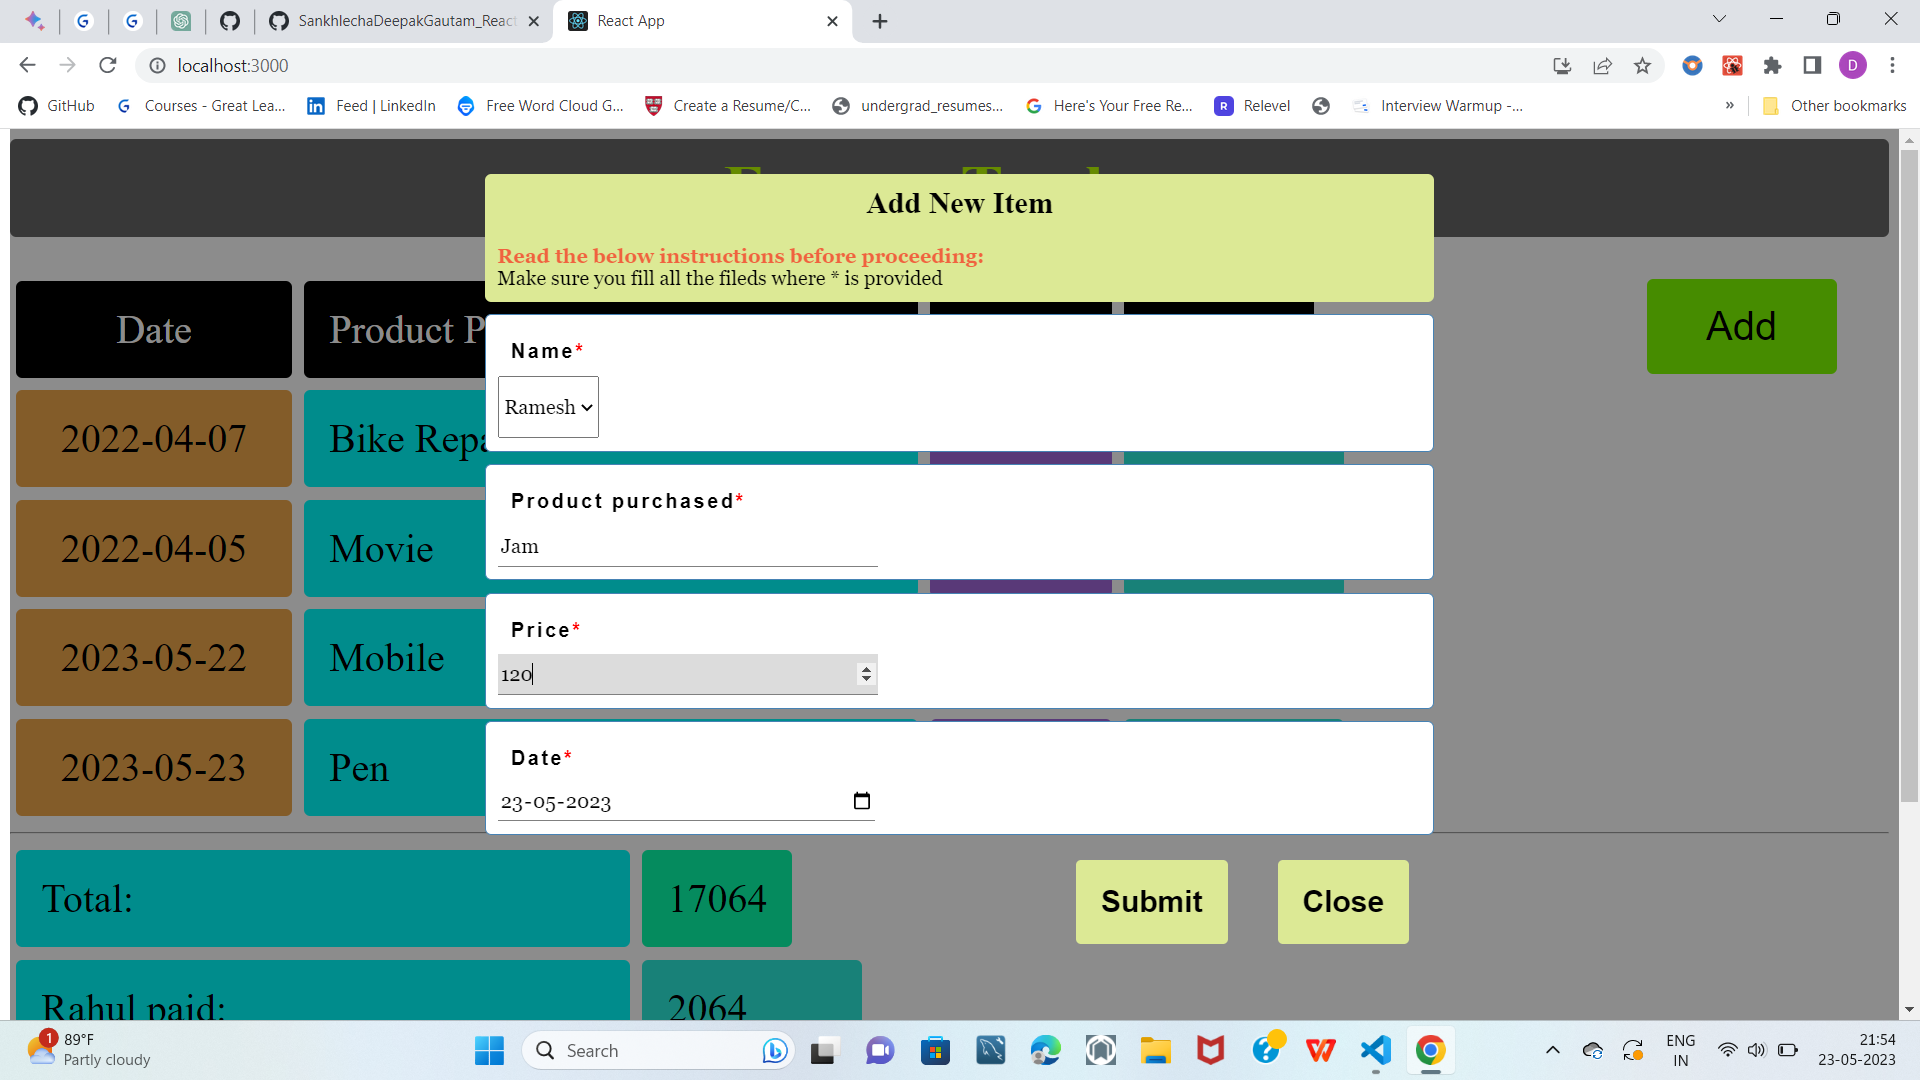 SankhlechaDeepakGautam_React
React App
localhost:3000
D
GitHub
Courses - Great Lea...
Feed | LinkedIn
Free Word Cloud G...
Create a Resume/C...
undergrad_resumes...
Here's Your Free Re...
Relevel
Interview Warmup -...
»
Other bookmarks
Add New Item
Read the below instructions before proceeding:
Make sure you fill all the fileds where * is provided
Date
Product P
Add
Name*
Ramesh
2022-04-07
Bike Repa
Product purchased*
Jam
2022-04-05
Movie
Price*
120
2023-05-22
Mobile
Date*
23-05-2023
2023-05-23
Pen
Total:
17064
Submit
Close
Rahul paid:
2064
1
89°F
Partly cloudy
Search
ENG
IN
21:54
23-05-2023